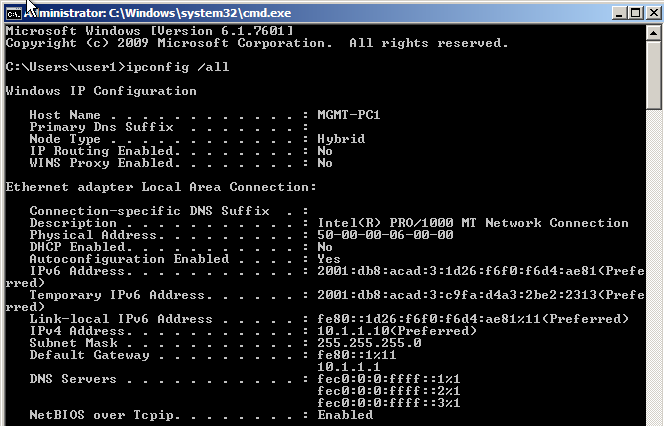 Administrator: C:\Windows\system32\cmd.exe
Microsoft Windows [Version 6.1.7601]
Copyright (c) 2009 Microsoft Corporation.  All rights reserved.
C:\Users\user1>ipconfig /all
Windows IP Configuration
   Host Name . . . . . . . . . . . . : MGMT-PC1
   Primary Dns Suffix  . . . . . . . :
   Node Type . . . . . . . . . . . . : Hybrid
   IP Routing Enabled. . . . . . . . : No
   WINS Proxy Enabled. . . . . . . . : No
Ethernet adapter Local Area Connection:
   Connection-specific DNS Suffix  . :
   Description . . . . . . . . . . . : Intel(R) PRO/1000 MT Network Connection
   Physical Address. . . . . . . . . : 50-00-00-06-00-00
   DHCP Enabled. . . . . . . . . . . : No
   Autoconfiguration Enabled . . . . : Yes
   IPv6 Address. . . . . . . . . . . : 2001:db8:acad:3:1d26:f6f0:f6d4:ae81(Prefe
rred)
   Temporary IPv6 Address. . . . . . : 2001:db8:acad:3:c9fa:d4a3:2be2:2313(Prefe
rred)
   Link-local IPv6 Address . . . . . : fe80::1d26:f6f0:f6d4:ae81%11(Preferred)
   IPv4 Address. . . . . . . . . . . : 10.1.1.10(Preferred)
   Subnet Mask . . . . . . . . . . . : 255.255.255.0
   Default Gateway . . . . . . . . . : fe80::1%11
                                       10.1.1.1
   DNS Servers . . . . . . . . . . . : fec0:0:0:ffff::1%1
                                       fec0:0:0:ffff::2%1
                                       fec0:0:0:ffff::3%1
   NetBIOS over Tcpip. . . . . . . . : Enabled